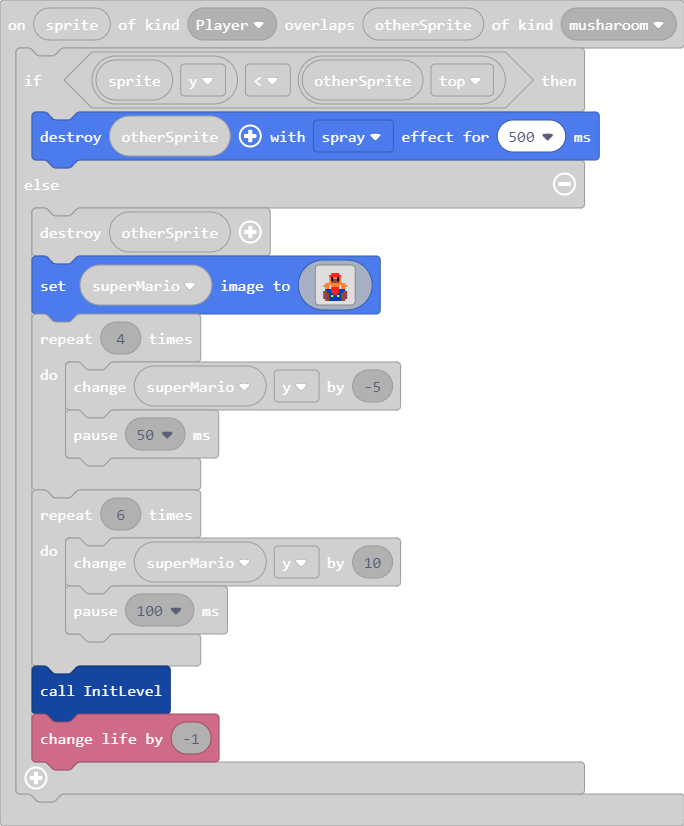 on sprite of kind Player overlaps otherSprite of kind musharoom
if sprite y < otherSprite top then
destroy otherSprite with spray effect for 500 ms
else
destroy otherSprite
set superMario image to
repeat 4 times
do
change superMario y by -5
pause 50 ms
repeat 6 times
do
change superMario y by 10
pause 100 ms
call InitLevel
change life by -1